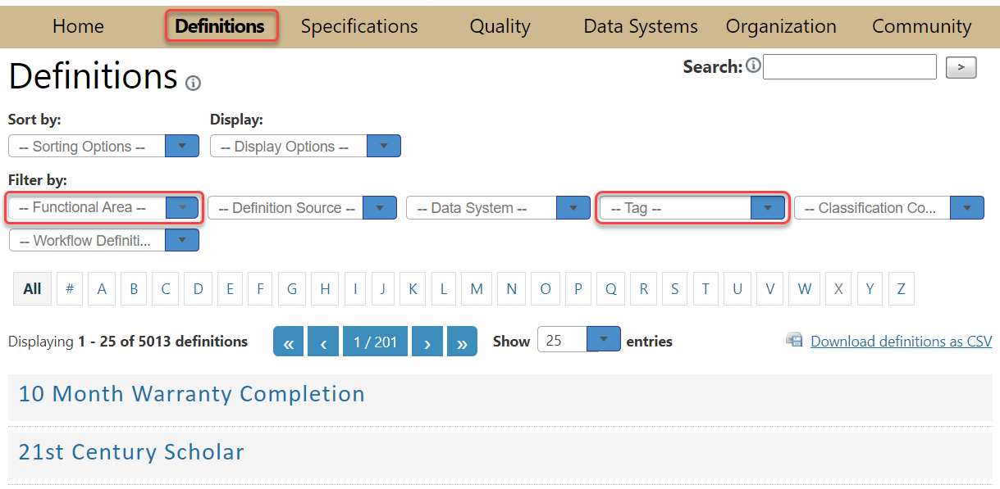 Home Definitions Specifications Quality Data Systems Organization Community
Definitions
Search: >
Sort by: Display:
-- Sorting Options -- -- Display Options --
Filter by:
-- Functional Area -- -- Definition Source -- -- Data System -- -- Tag -- -- Classification Co...
-- Workflow Definiti...
All # A B C D E F G H I J K L M N O P Q R S T U V W X Y Z
Displaying 1 - 25 of 5013 definitions « ‹ 1 / 201 › » Show 25 entries Download definitions as CSV
10 Month Warranty Completion
21st Century Scholar